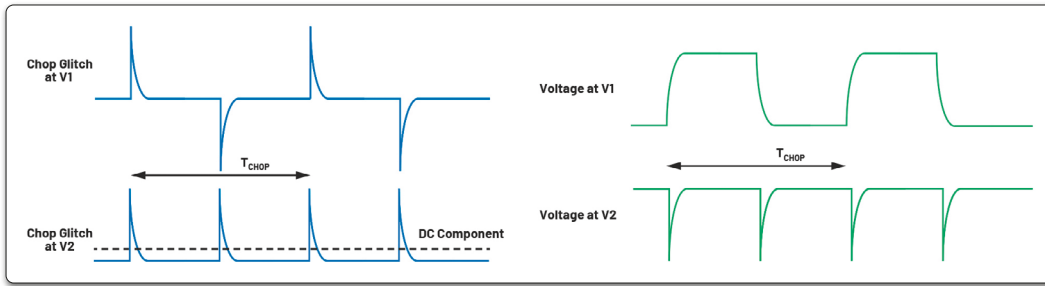 Chop Glitch
at V1
T_CHOP
Chop Glitch
at V2
DC Component
Voltage at V1
T_CHOP
Voltage at V2